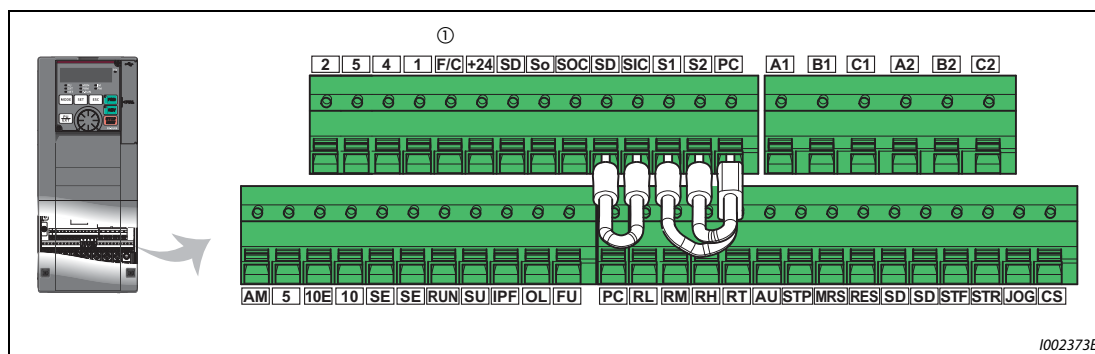 ①
2 5 4 1 F/C +24 SD So SOC SD SIC S1 S2 PC A1 B1 C1 A2 B2 C2
AM 5 10E 10 SE SE RUN SU IPF OL FU PC RL RM RH RT AU STP MRS RES SD SD STF STR JOG CS
I002373E